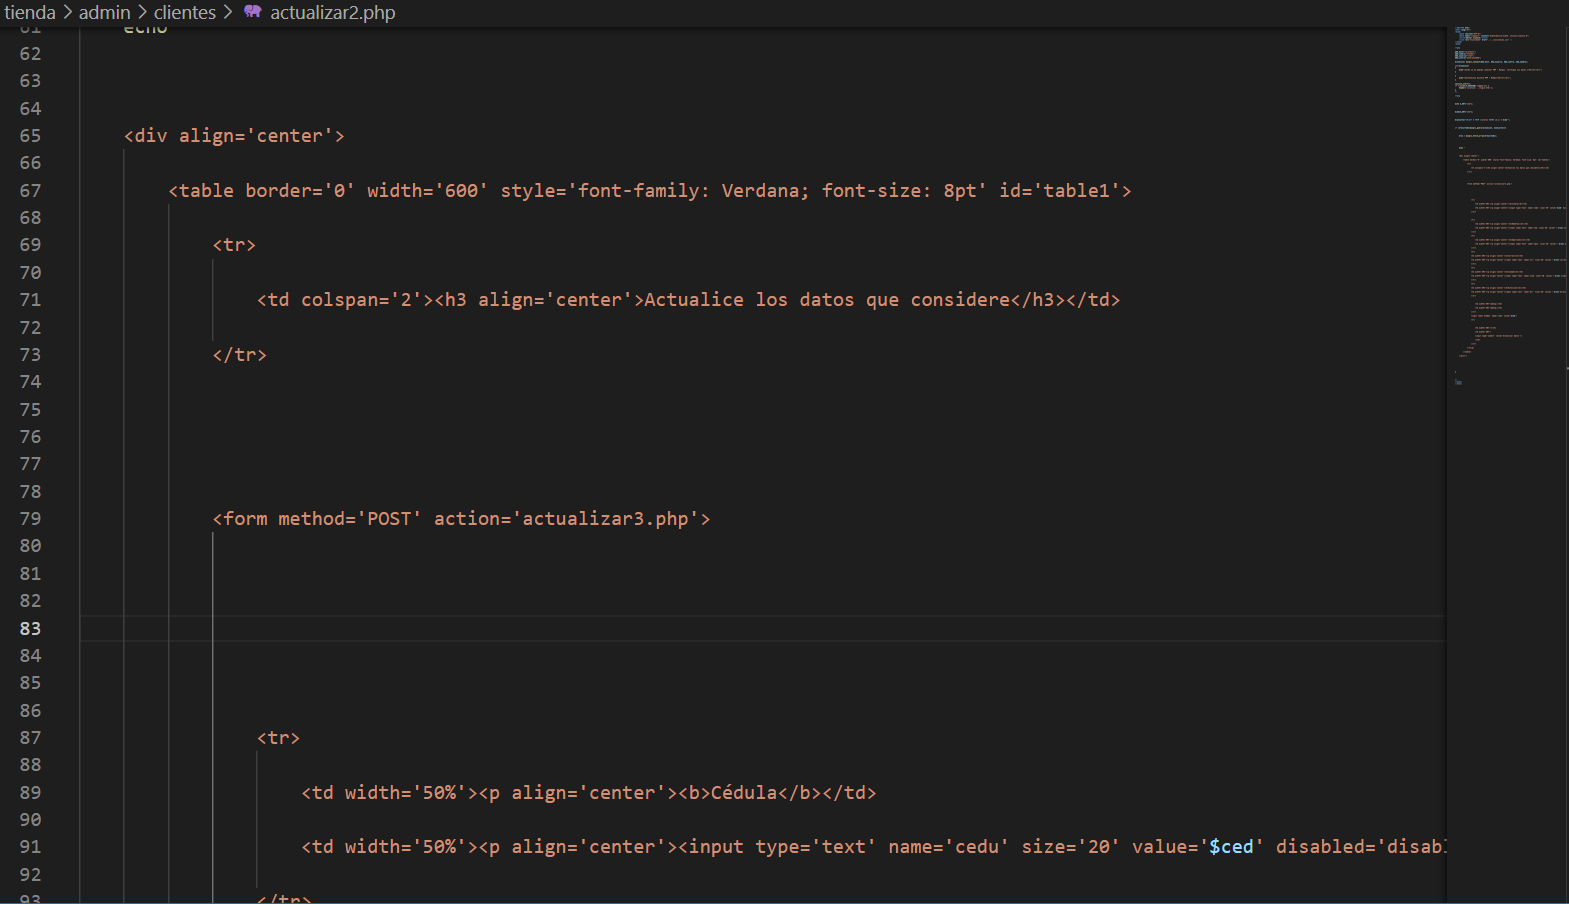 tienda > admin > clientes > actualizar2.php
61 echo
62
63
64
65 <div align='center'>
66
67 <table border='0' width='600' style='font-family: Verdana; font-size: 8pt' id='table1'>
68
69 <tr>
70
71 <td colspan='2'><h3 align='center'>Actualice los datos que considere</h3></td>
72
73 </tr>
74
75
76
77
78
79 <form method='POST' action='actualizar3.php'>
80
81
82
83
84
85
86
87 <tr>
88
89 <td width='50%'><p align='center'><b>Cédula</b></td>
90
91 <td width='50%'><p align='center'><input type='text' name='cedu' size='20' value='$ced' disabled='disabl
92
93 </tr>